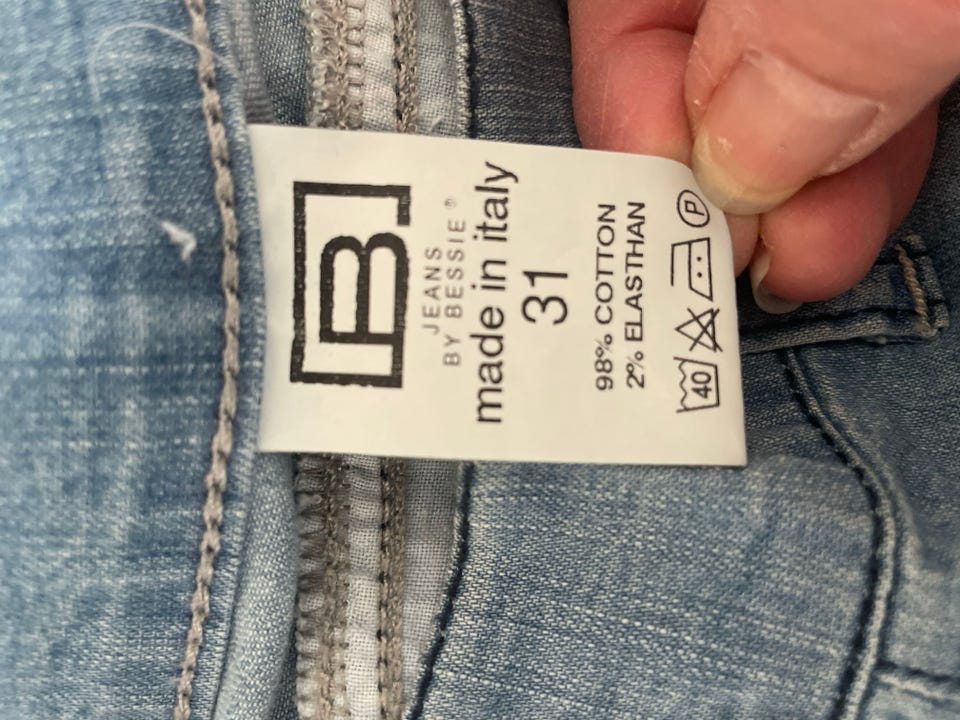 B.
JEANS
BY BESSIE ®
made in italy
31
98% COTTON
2% ELASTHAN
40 P